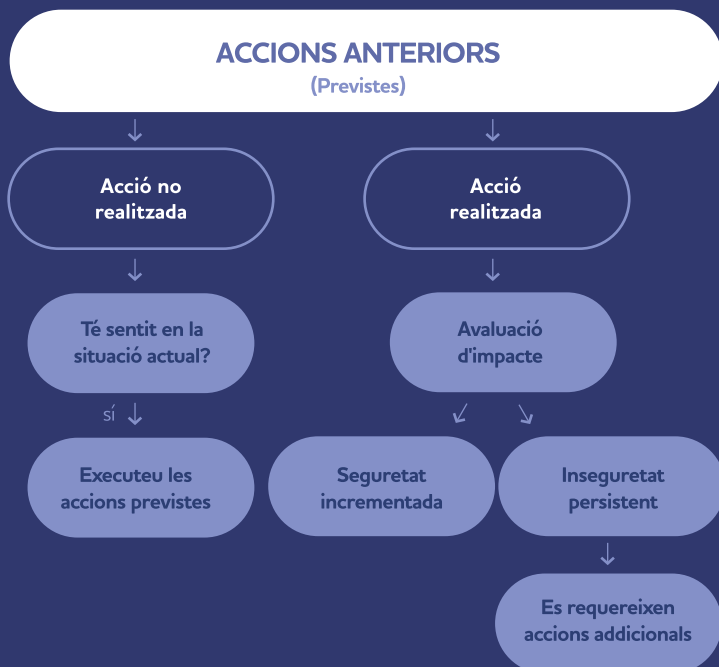 ACCIONS ANTERIORS
(Previstes)
Acció no
realitzada
Acció
realitzada
Té sentit en la
situació actual?
Avaluació
d'impacte
sí
Executeu les
accions previstes
Seguretat
incrementada
Inseguretat
persistent
Es requereixen
accions addicionals